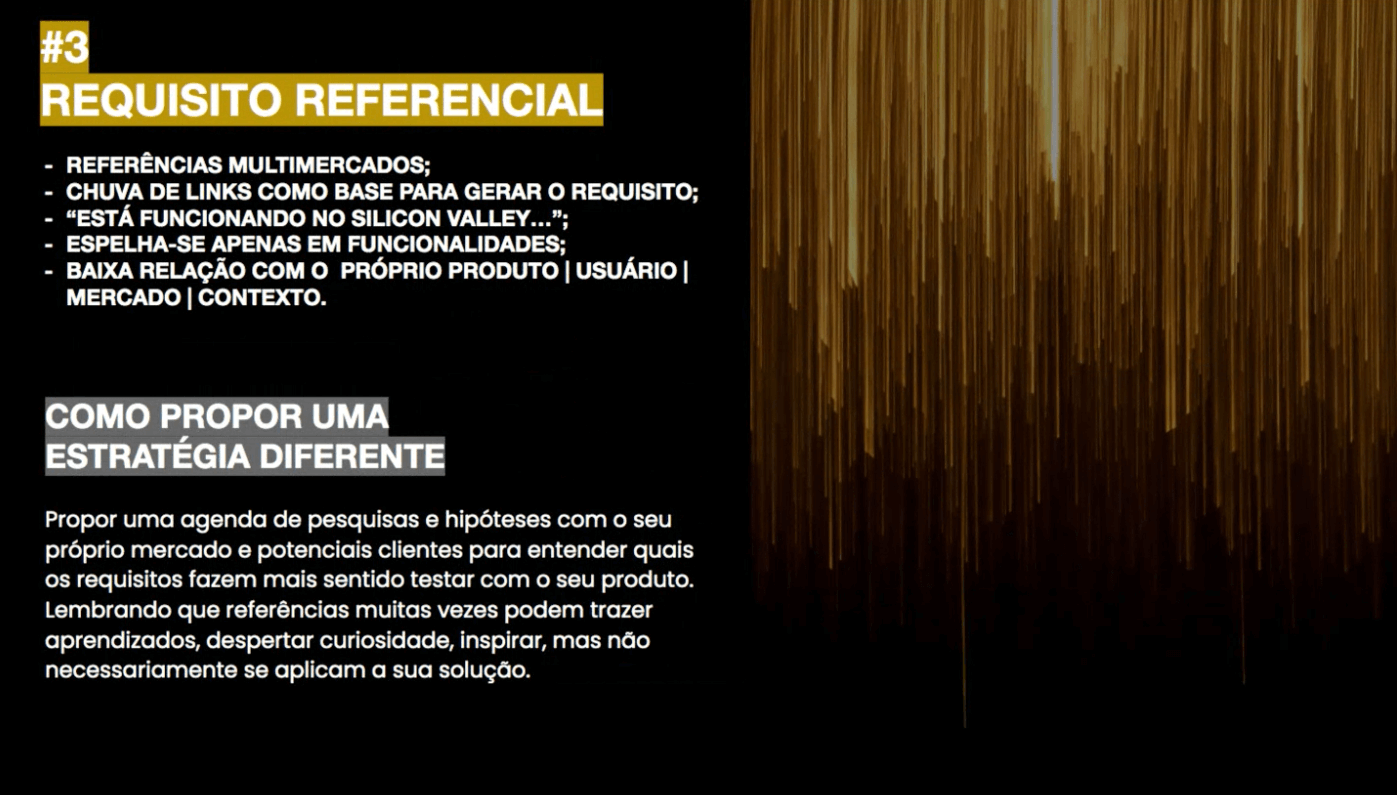 #3
REQUISITO REFERENCIAL
- REFERÊNCIAS MULTIMERCADOS;
- CHUVA DE LINKS COMO BASE PARA GERAR O REQUISITO;
- “ESTÁ FUNCIONANDO NO SILICON VALLEY...”;
- ESPELHA-SE APENAS EM FUNCIONALIDADES;
- BAIXA RELAÇÃO COM O PRÓPRIO PRODUTO | USUÁRIO |
MERCADO | CONTEXTO.
COMO PROPOR UMA
ESTRATÉGIA DIFERENTE
Propor uma agenda de pesquisas e hipóteses com o seu
próprio mercado e potenciais clientes para entender quais
os requisitos fazem mais sentido testar com o seu produto.
Lembrando que referências muitas vezes podem trazer
aprendizados, despertar curiosidade, inspirar, mas não
necessariamente se aplicam a sua solução.